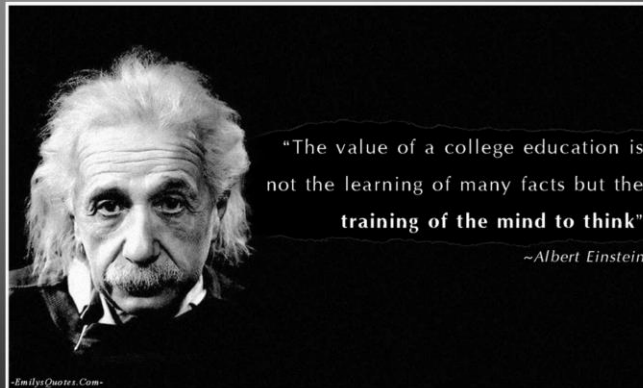 “The value of a college education is
not the learning of many facts but the
training of the mind to think”
~Albert Einstein
-EmilysQuotes.Com-